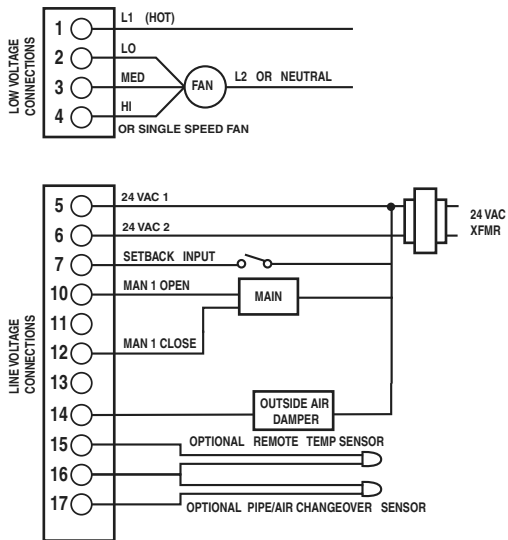 LOW VOLTAGE
CONNECTIONS
1
L1 (HOT)
2
LO
3
MED
4
HI
FAN
L2 OR NEUTRAL
OR SINGLE SPEED FAN
LINE VOLTAGE
CONNECTIONS
5
24 VAC 1
6
24 VAC 2
24 VAC
XFMR
7
SETBACK INPUT
10
MAN 1 OPEN
MAIN
11
12
MAN 1 CLOSE
13
14
OUTSIDE AIR
DAMPER
15
OPTIONAL REMOTE TEMP SENSOR
16
17
OPTIONAL PIPE/AIR CHANGEOVER SENSOR